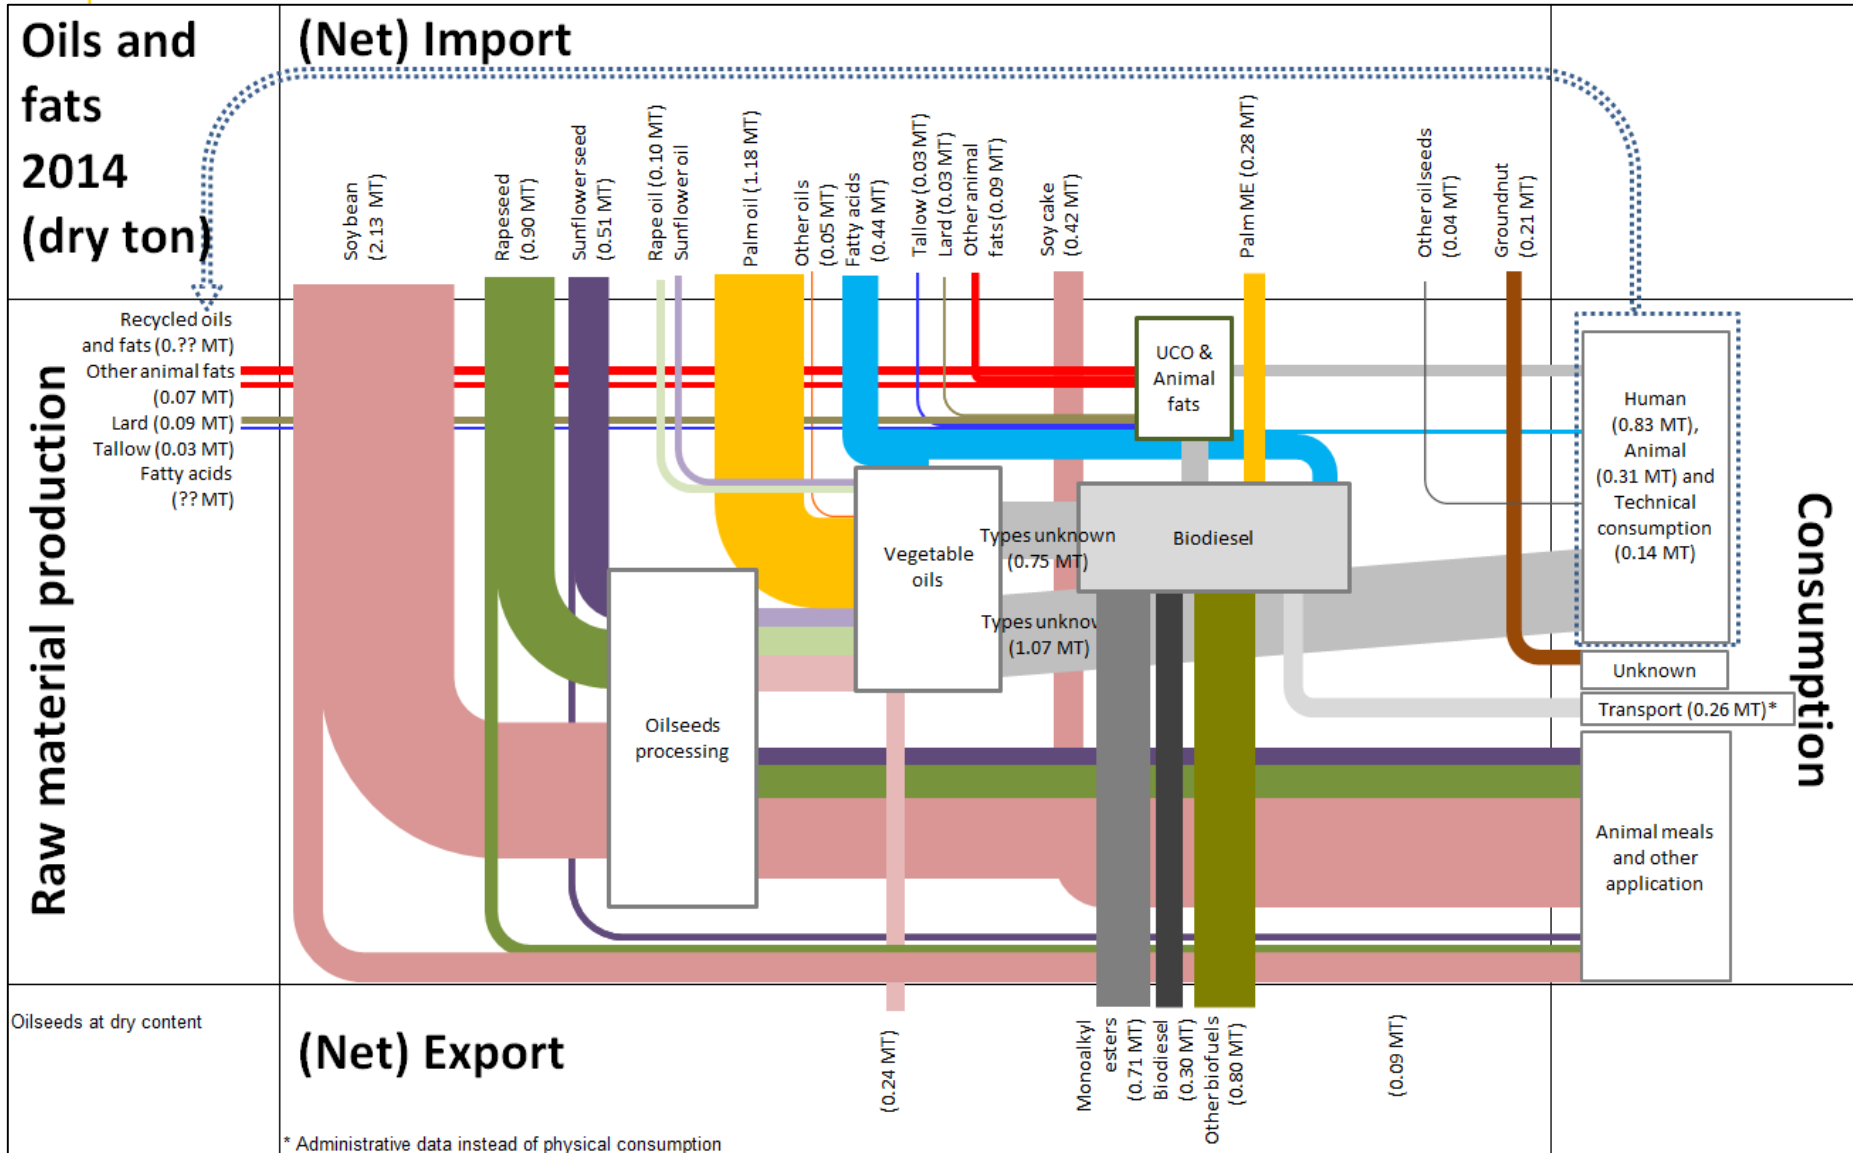 Oils and
fats
2014
(dry ton)
(Net) Import
Soybean
(2.13 MT)
Rapeseed
(0.90 MT)
Sunflower seed
(0.51 MT)
Rape oil (0.10 MT)
Sunflower oil
Palm oil (1.18 MT)
Other oils
(0.05 MT)
Fatty acids
(0.44 MT)
Tallow (0.03 MT)
Lard (0.03 MT)
Other animal
fats (0.09 MT)
Soy cake
(0.42 MT)
Palm ME (0.28 MT)
Other oilseeds
(0.04 MT)
Groundnut
(0.21 MT)
Raw material production
Recycled oils
and fats (0.?? MT)
Other animal fats
(0.07 MT)
Lard (0.09 MT)
Tallow (0.03 MT)
Fatty acids
(?? MT)
UCO &
Animal
fats
Vegetable
oils
Types unknown
(0.75 MT)
Biodiesel
Types unknow
(1.07 MT)
Oilseeds
processing
Human
(0.83 MT),
Animal
(0.31 MT) and
Technical
consumption
(0.14 MT)
Unknown
Transport (0.26 MT)*
Animal meals
and other
application
Consumption
Oilseeds at dry content
(Net) Export
(0.24 MT)
Monoalkyl
esters
(0.71 MT)
Biodiesel
(0.30 MT)
Other biofuels
(0.80 MT)
(0.09 MT)
* Administrative data instead of physical consumption